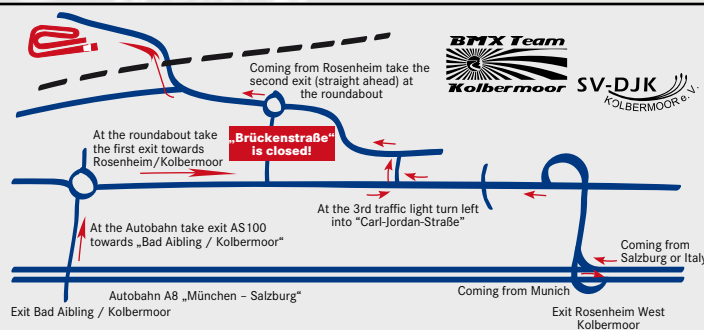 BMX Team
Kolbermoor
SV-DJK
KOLBERMOOR e.V.
Coming from Rosenheim take the
second exit (straight ahead) at
the roundabout
At the roundabout take
the first exit towards
Rosenheim/Kolbermoor
„Brückenstraße“
is closed!
At the 3rd traffic light turn left
into “Carl-Jordan-Straße”
At the Autobahn take exit AS100
towards „Bad Aibling / Kolbermoor“
Coming from
Salzburg or Italy
Autobahn A8 „München – Salzburg“
Coming from Munich
Exit Bad Aibling / Kolbermoor
Exit Rosenheim West
Kolbermoor